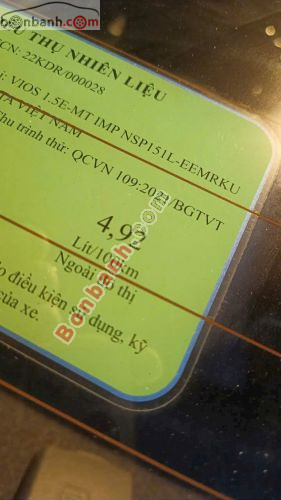 bonbanh.com
THỤ NHIÊN LIỆU
CN: 22KDR/000028
i: VIOS 1.5E-MT IMP NSP151L-EEMRKU
TA VIỆT NAM
hu trình thử: QCVN 109:2021/BGTVT
4,92
Lít/100km
Ngoài đô thị
o điều kiện sử dụng, kỹ
của xe.
Bonbanh.com